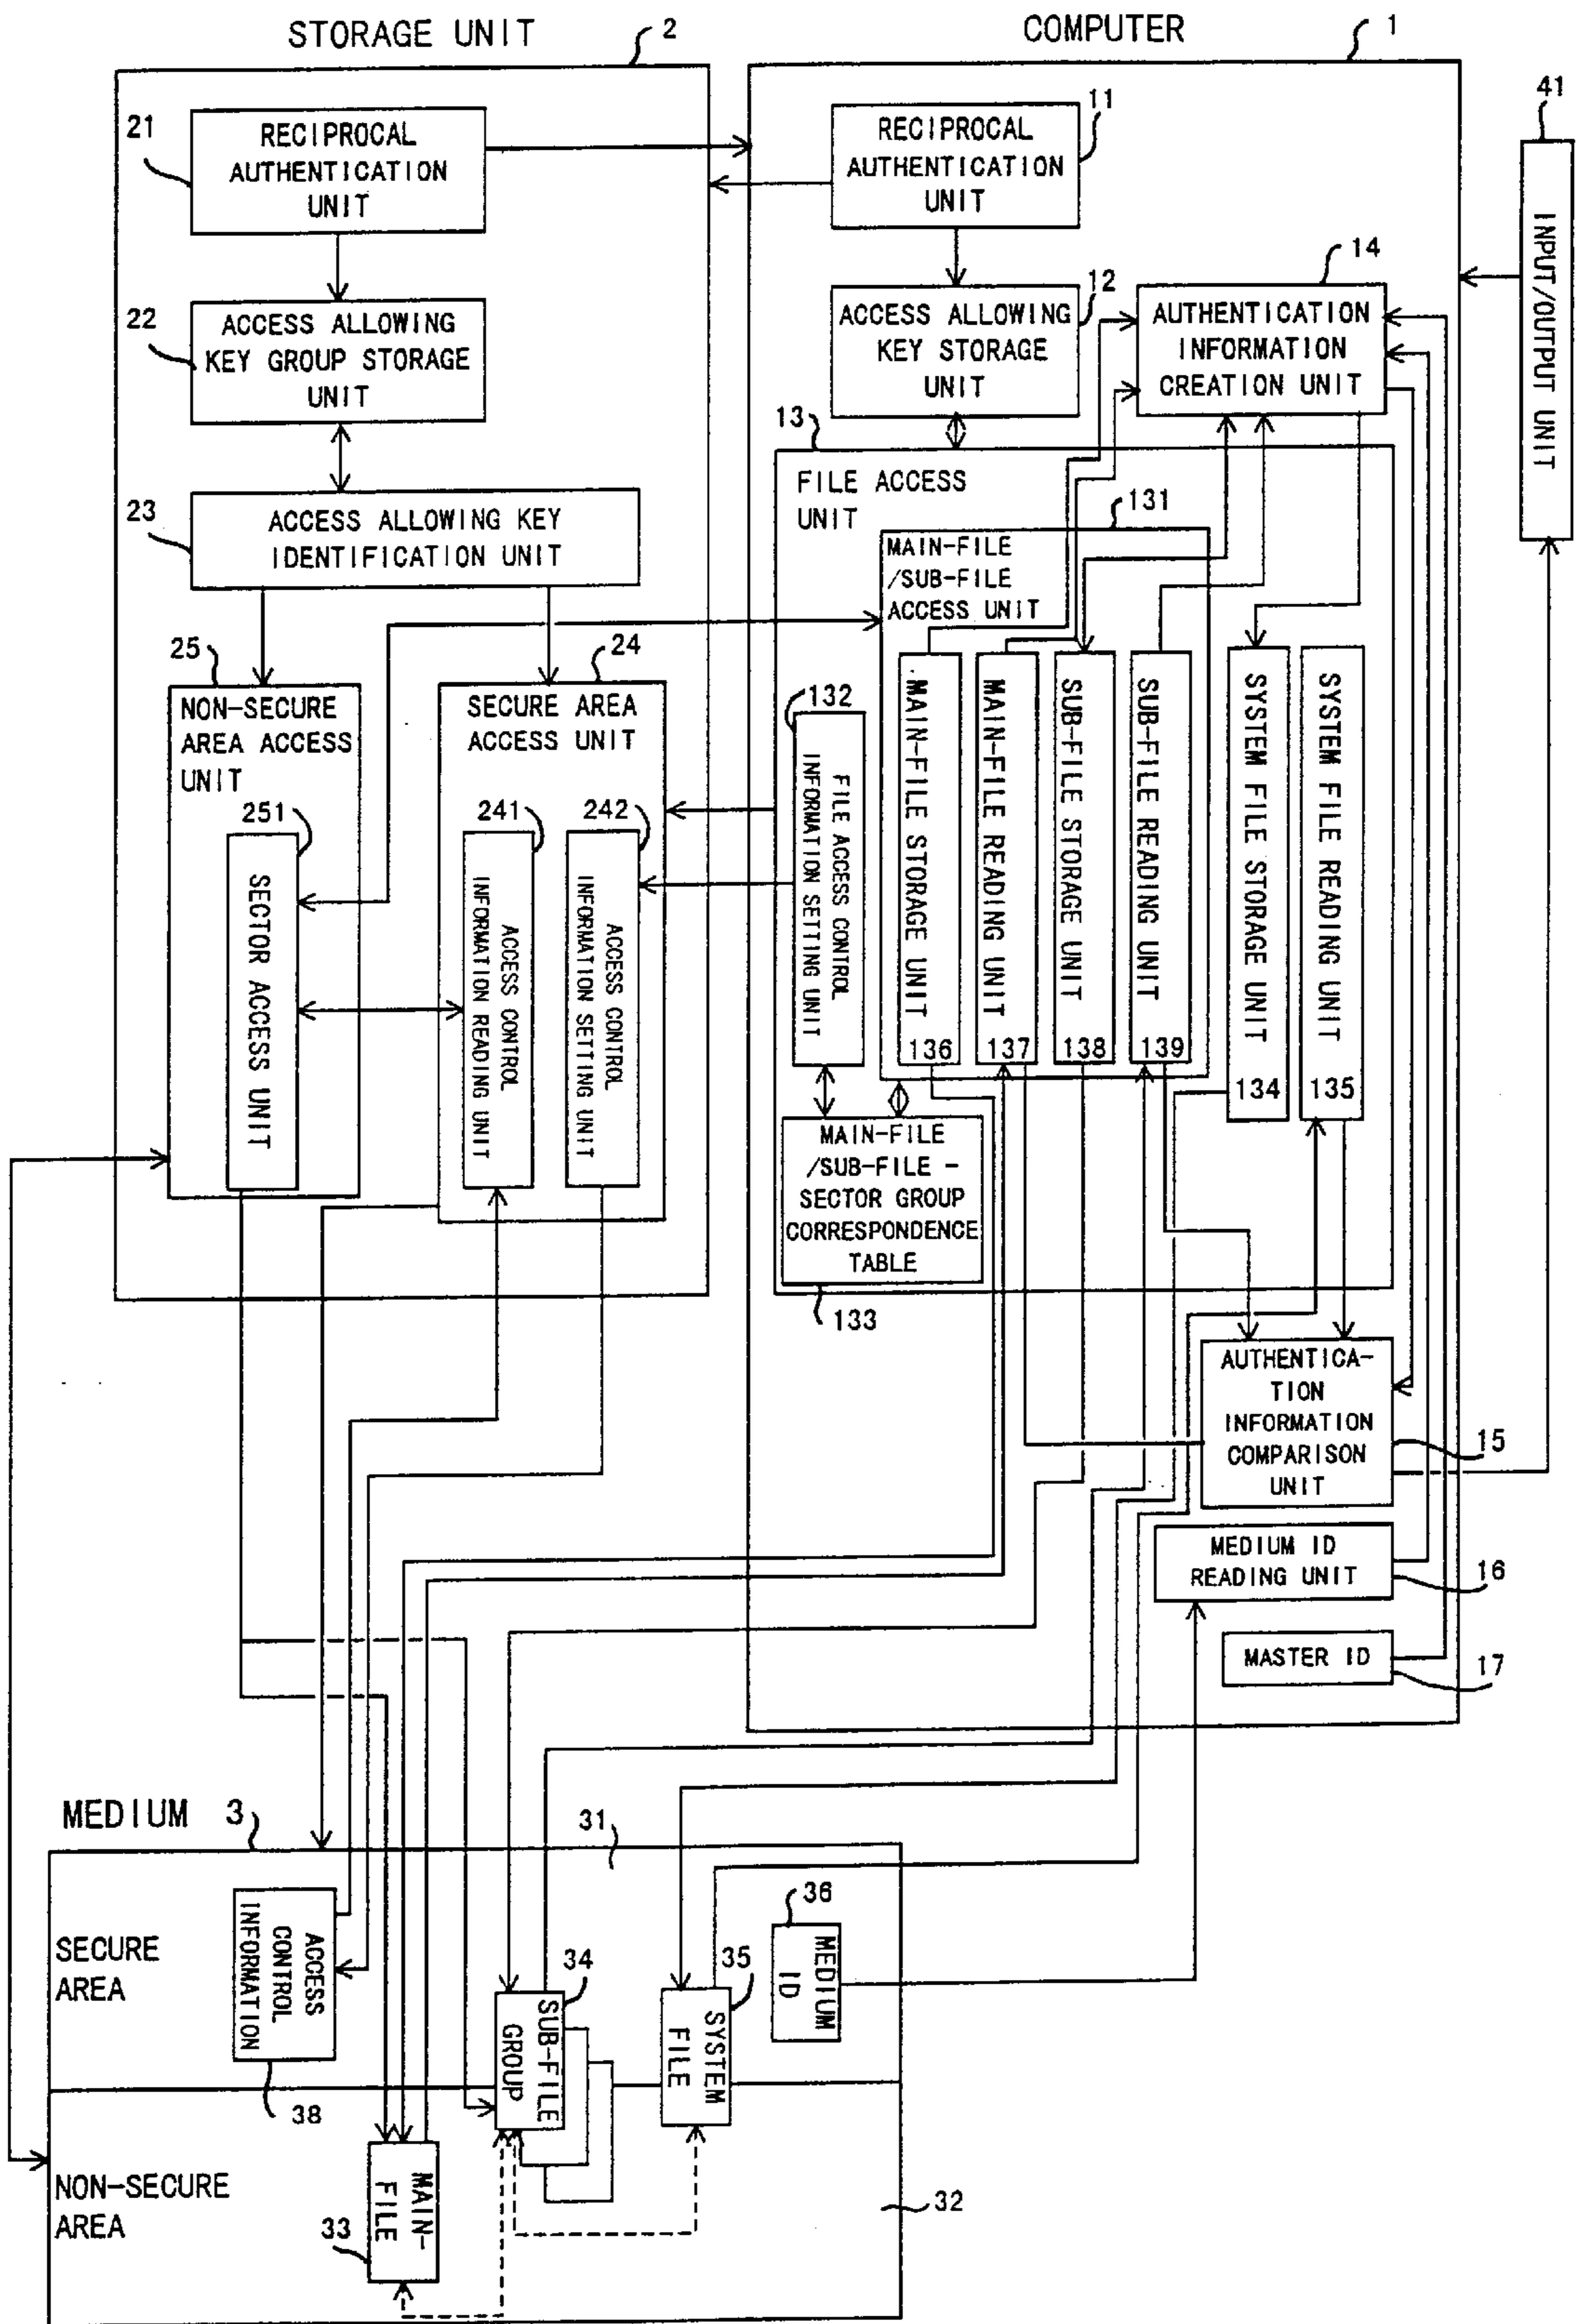 STORAGE UNIT
2
COMPUTER
1
21
RECIPROCAL
AUTHENTICATION
UNIT
11
RECIPROCAL
AUTHENTICATION
UNIT
41
INPUT/OUTPUT UNIT
22
ACCESS ALLOWING
KEY GROUP STORAGE
UNIT
12
ACCESS ALLOWING
KEY STORAGE
UNIT
14
AUTHENTICATION
INFORMATION
CREATION UNIT
23
ACCESS ALLOWING KEY
IDENTIFICATION UNIT
13
FILE ACCESS
UNIT
131
MAIN-FILE
/SUB-FILE
ACCESS UNIT
25
NON-SECURE
AREA ACCESS
UNIT
251
SECTOR ACCESS UNIT
24
SECURE AREA
ACCESS UNIT
241
ACCESS CONTROL
INFORMATION READING UNIT
242
ACCESS CONTROL
INFORMATION SETTING UNIT
132
FILE ACCESS CONTROL
INFORMATION SETTING UNIT
MAIN-FILE STORAGE UNIT
136
MAIN-FILE READING UNIT
137
SUB-FILE STORAGE UNIT
138
SUB-FILE READING UNIT
139
SYSTEM FILE STORAGE UNIT
134
SYSTEM FILE READING UNIT
135
MAIN-FILE
/SUB-FILE -
SECTOR GROUP
CORRESPONDENCE
TABLE
133
AUTHENTICA-
TION
INFORMATION
COMPARISON
UNIT
15
MEDIUM ID
READING UNIT
16
MASTER ID
17
MEDIUM 3
31
SECURE
AREA
ACCESS
CONTROL
INFORMATION
38
34
SUB-FILE
GROUP
35
SYSTEM
FILE
36
MEDIUM
ID
NON-SECURE
AREA
33
MAIN-
FILE
32